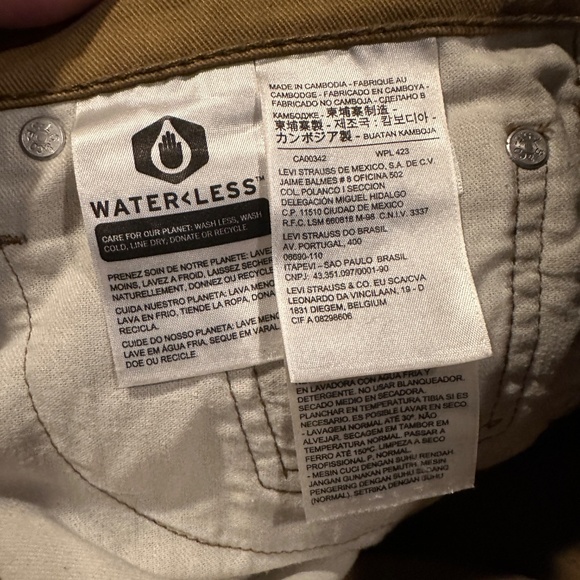 WATER<LESS™
CARE FOR OUR PLANET: WASH LESS, WASH
COLD, LINE DRY, DONATE OR RECYCLE
PRENEZ SOIN DE NOTRE PLANETE: LAVEZ
MOINS, LAVEZ A FROID, LAISSEZ SECHER
NATURELLEMENT, DONNEZ OU RECYCLEZ
CUIDA NUESTRO PLANETA: LAVA MENO
LAVA EN FRIO, TIENDE LA ROPA, DONA
RECICLA.
CUIDE DO NOSSO PLANETA: LAVE MENO
LAVE EM ÁGUA FRIA, SEQUE EM VARAL,
DOE OU RECICLE.
MADE IN CAMBODIA - FABRIQUE AU
CAMBODGE - FABRICADO EN CAMBOYA -
FABRICADO NO CAMBOJA - СДЕЛАНО В
КАМБОДЖЕ - 柬埔寨制造 -
柬埔寨製 - 제조국 : 캄보디아 -
カンボジア製 - BUATAN KAMBOJA
CA00342 WPL 423
LEVI STRAUSS DE MEXICO, S.A. DE C.V.
JAIME BALMES # 8 OFICINA 502
COL. POLANCO I SECCION
DELEGACIÓN MIGUEL HIDALGO
C.P. 11510 CIUDAD DE MEXICO
R.F.C. LSM 660818 M-98 C.N.I.V. 3337
LEVI STRAUSS DO BRASIL
AV. PORTUGAL, 400
06690-110
ITAPEVI - SAO PAULO BRASIL
CNPJ: 43.351.097/0001-90
LEVI STRAUSS & CO. EU SCA/CVA
LEONARDO DA VINCILAAN, 19 - D
1831 DIEGEM, BELGIUM
CIF A 08298606
EN LAVADORA CON AGUA FRIA Y
DETERGENTE. NO USAR BLANQUEADOR.
SECADO MEDIO EN SECADORA.
PLANCHAR EN TEMPERATURA TIBIA SI ES
NECESARIO. ES POSIBLE LAVAR EN SECO
- LAVAGEM NORMAL ATÉ 30º. NÃO
ALVEJAR. SECAGEM EM TAMBOR EM
TEMPERATURA NORMAL. PASSAR A
FERRO ATÉ 150ºC. LIMPEZA A SECO
PROFISSIONAL P, NORMAL.
- MESIN CUCI DENGAN SUHU RENDAH.
JANGAN GUNAKAN PEMUTIH. MESIN
PENGERING DENGAN SUHU SEDANG
(NORMAL). SETRIKA DENGAN SUHU